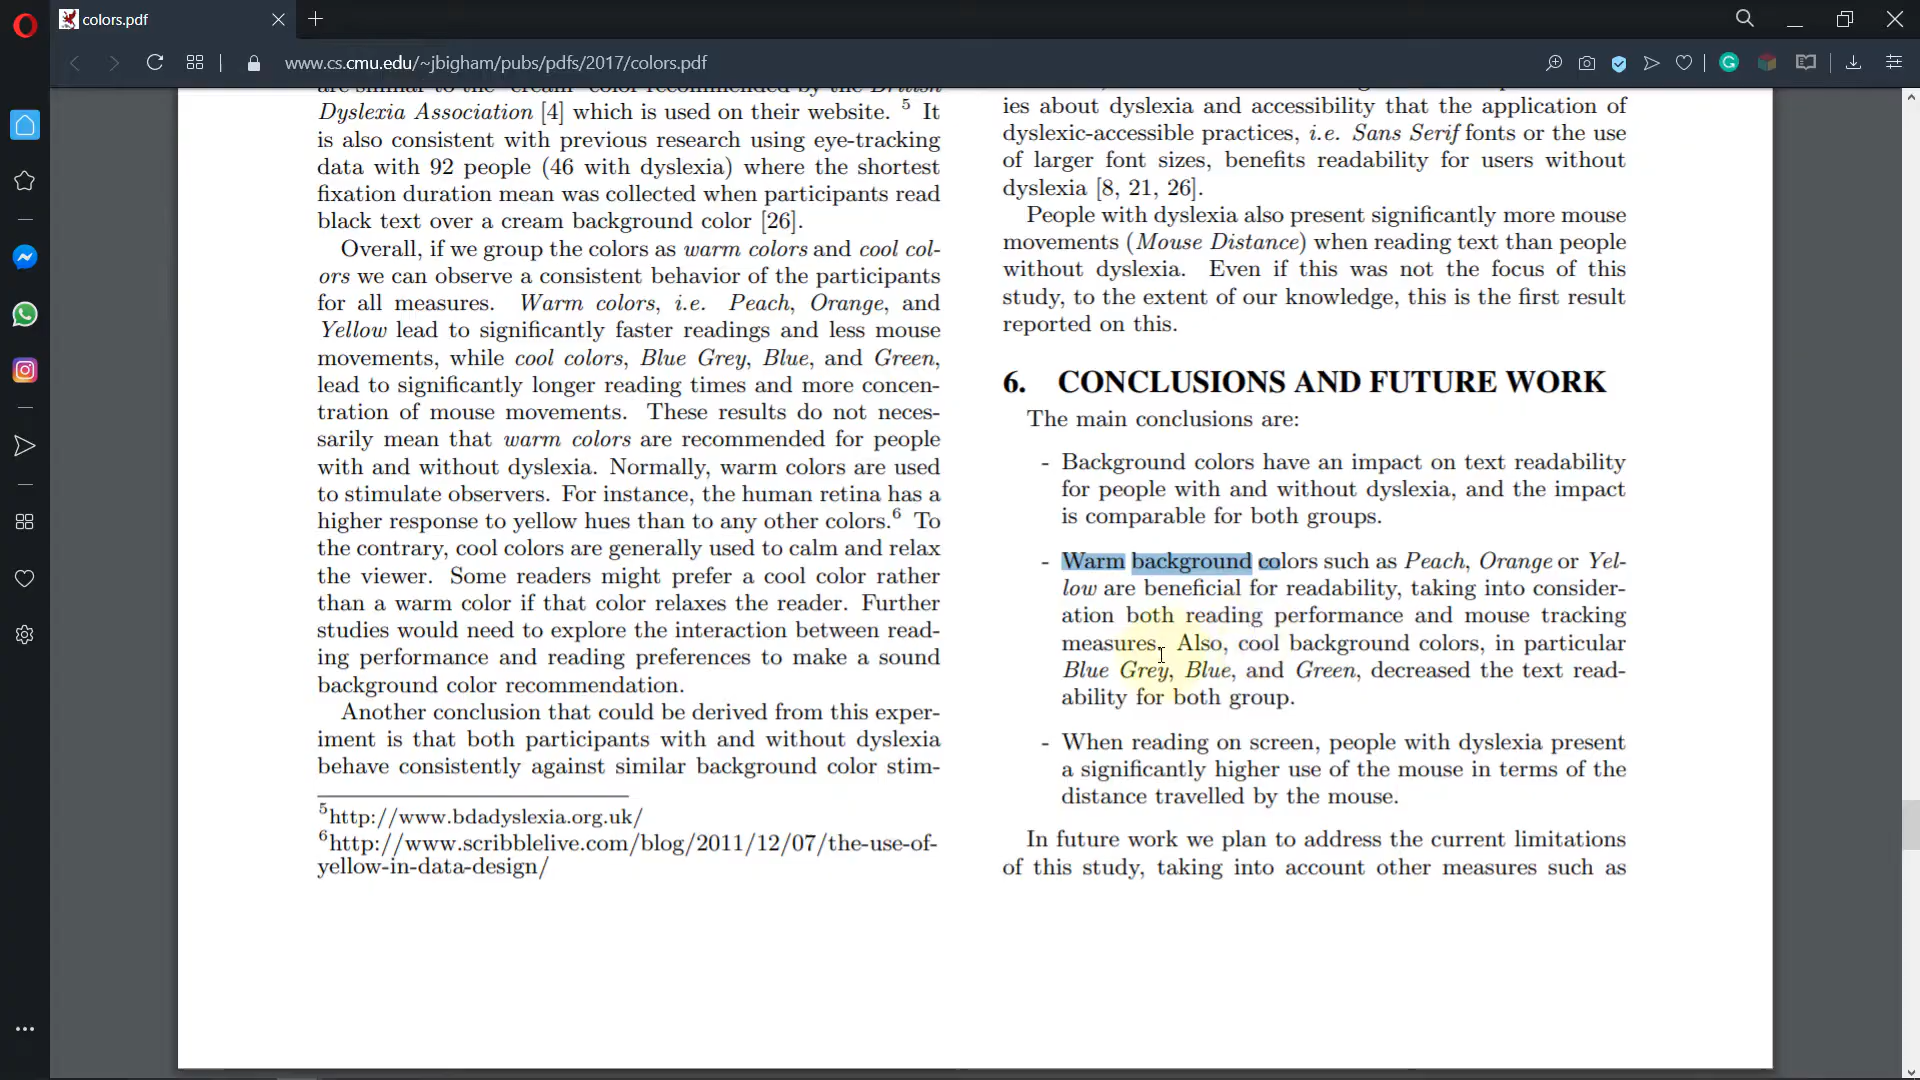 colors.pdf
www.cs.cmu.edu/~jbigham/pubs/pdfs/2017/colors.pdf
are similar to the "cream" color recommended by the British
Dyslexia Association [4] which is used on their website. 5 It
is also consistent with previous research using eye-tracking
data with 92 people (46 with dyslexia) where the shortest
fixation duration mean was collected when participants read
black text over a cream background color [26].
Overall, if we group the colors as warm colors and cool col-
ors we can observe a consistent behavior of the participants
for all measures. Warm colors, i.e. Peach, Orange, and
Yellow lead to significantly faster readings and less mouse
movements, while cool colors, Blue Grey, Blue, and Green,
lead to significantly longer reading times and more concen-
tration of mouse movements. These results do not neces-
sarily mean that warm colors are recommended for people
with and without dyslexia. Normally, warm colors are used
to stimulate observers. For instance, the human retina has a
higher response to yellow hues than to any other colors.6 To
the contrary, cool colors are generally used to calm and relax
the viewer. Some readers might prefer a cool color rather
than a warm color if that color relaxes the reader. Further
studies would need to explore the interaction between read-
ing performance and reading preferences to make a sound
background color recommendation.
Another conclusion that could be derived from this exper-
iment is that both participants with and without dyslexia
behave consistently against similar background color stim-
5http://www.bdadyslexia.org.uk/
6http://www.scribblelive.com/blog/2011/12/07/the-use-of-
yellow-in-data-design/
ies about dyslexia and accessibility that the application of
dyslexic-accessible practices, i.e. Sans Serif fonts or the use
of larger font sizes, benefits readability for users without
dyslexia [8, 21, 26].
People with dyslexia also present significantly more mouse
movements (Mouse Distance) when reading text than people
without dyslexia. Even if this was not the focus of this
study, to the extent of our knowledge, this is the first result
reported on this.
6. CONCLUSIONS AND FUTURE WORK
The main conclusions are:
- Background colors have an impact on text readability
for people with and without dyslexia, and the impact
is comparable for both groups.
- Warm background colors such as Peach, Orange or Yel-
low are beneficial for readability, taking into consider-
ation both reading performance and mouse tracking
measures. Also, cool background colors, in particular
Blue Grey, Blue, and Green, decreased the text read-
ability for both group.
- When reading on screen, people with dyslexia present
a significantly higher use of the mouse in terms of the
distance travelled by the mouse.
In future work we plan to address the current limitations
of this study, taking into account other measures such as